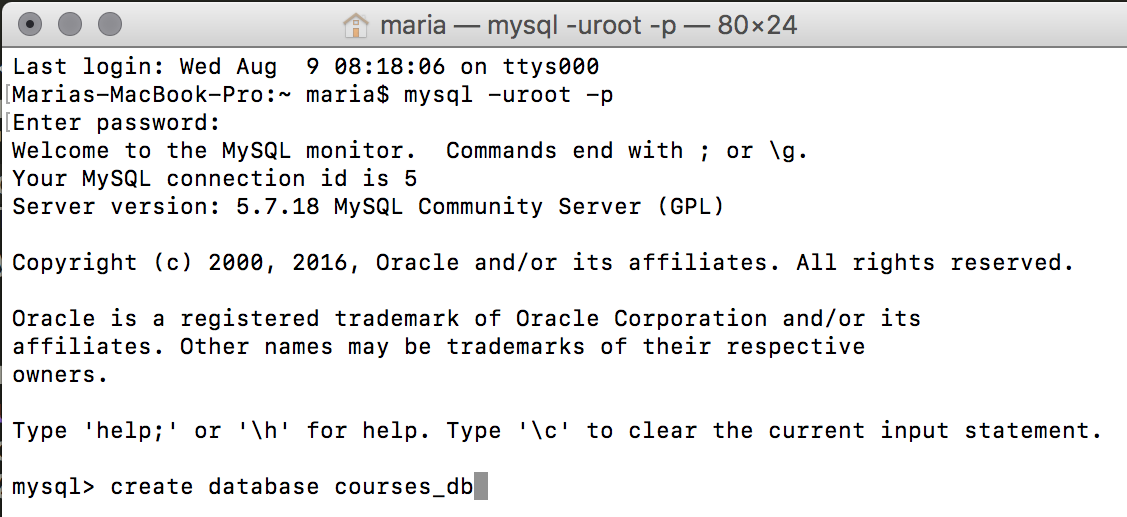 maria — mysql -uroot -p — 80×24
Last login: Wed Aug  9 08:18:06 on ttys000
[Marias-MacBook-Pro:~ maria$ mysql -uroot -p
[Enter password:
Welcome to the MySQL monitor.  Commands end with ; or \g.
Your MySQL connection id is 5
Server version: 5.7.18 MySQL Community Server (GPL)
Copyright (c) 2000, 2016, Oracle and/or its affiliates. All rights reserved.
Oracle is a registered trademark of Oracle Corporation and/or its
affiliates. Other names may be trademarks of their respective
owners.
Type 'help;' or '\h' for help. Type '\c' to clear the current input statement.
mysql> create database courses_db